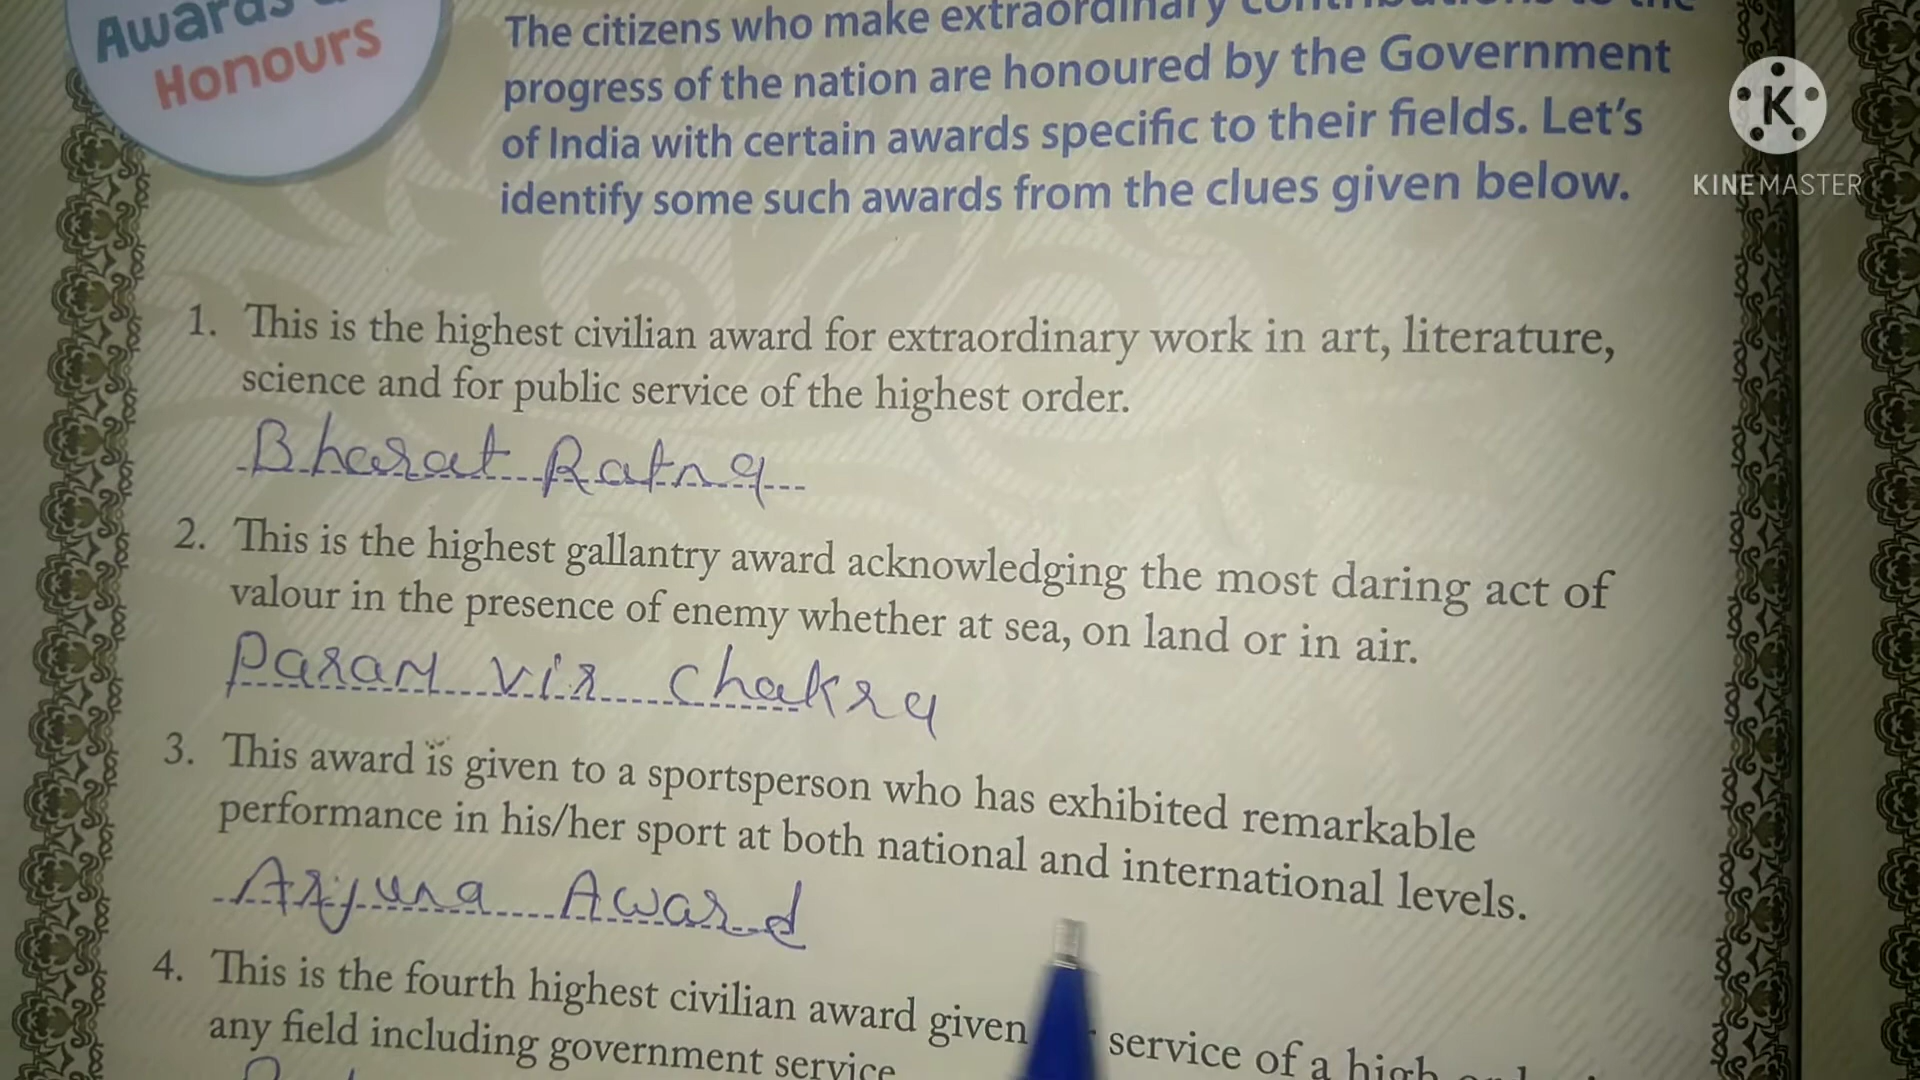 Awards
Honours
The citizens who make extraordinary contributions to the
progress of the nation are honoured by the Government
of India with certain awards specific to their fields. Let's
identify some such awards from the clues given below.
K
KINEMASTER
1. This is the highest civilian award for extraordinary work in art, literature,
science and for public service of the highest order.
Bharat Ratna
2. This is the highest gallantry award acknowledging the most daring act of
valour in the presence of enemy whether at sea, on land or in air.
Param vir chakra
3. This award is given to a sportsperson who has exhibited remarkable
performance in his/her sport at both national and international levels.
Arjuna Award
4. This is the fourth highest civilian award given service of a high
any field including government service